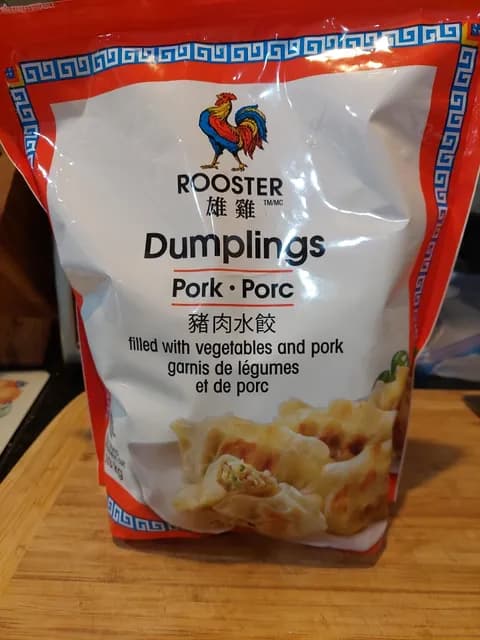 ROOSTER
雄雞 TM/MC
Dumplings
Pork • Porc
豬肉水餃
filled with vegetables and pork
garnis de légumes
et de porc
kg